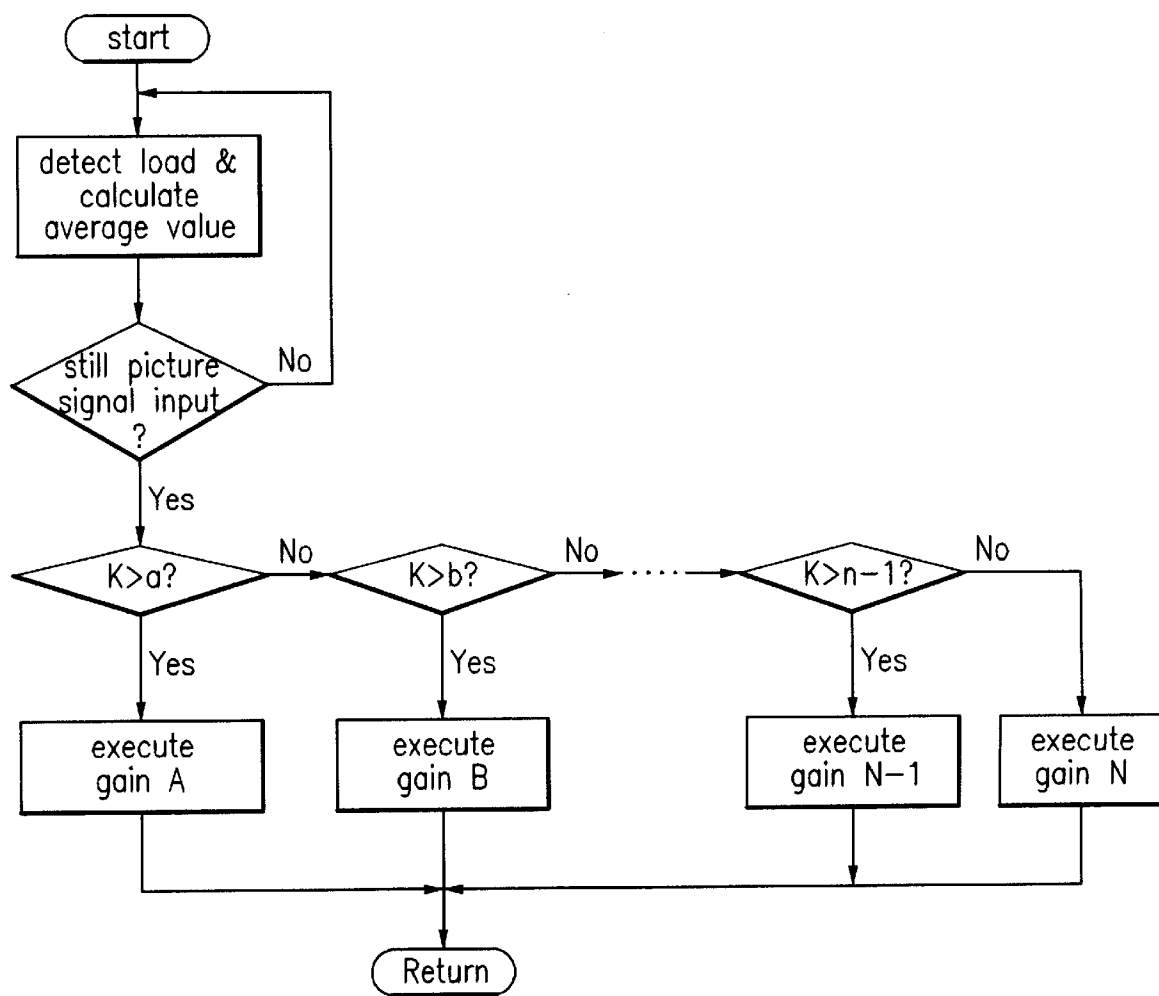 start
detect load &
calculate
average value
still picture
signal input
?
No
Yes
K>a?
No
K>b?
No
....
K>n-1?
No
Yes
Yes
Yes
execute
gain A
execute
gain B
execute
gain N-1
execute
gain N
Return